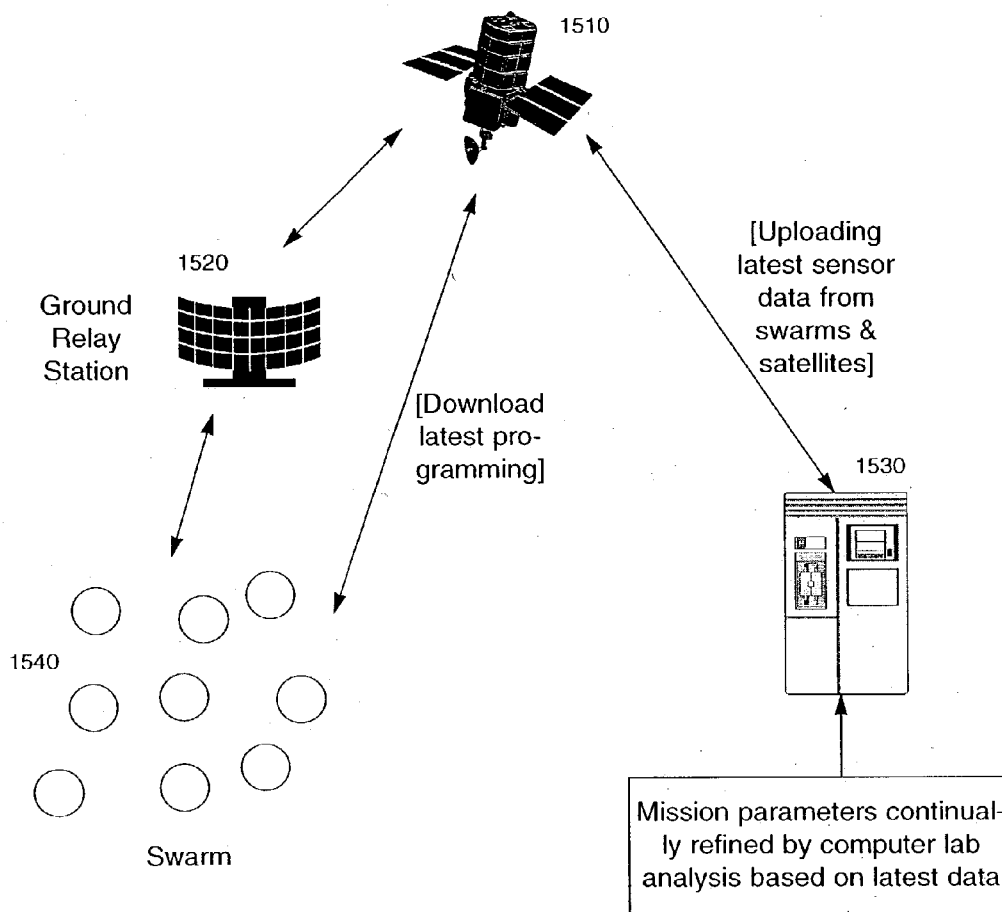 1510
1520
Ground
Relay
Station
[Download
latest pro-
gramming]
[Uploading
latest sensor
data from
swarms &
satellites]
1530
1540
Swarm
Mission parameters continual-
ly refined by computer lab
analysis based on latest data